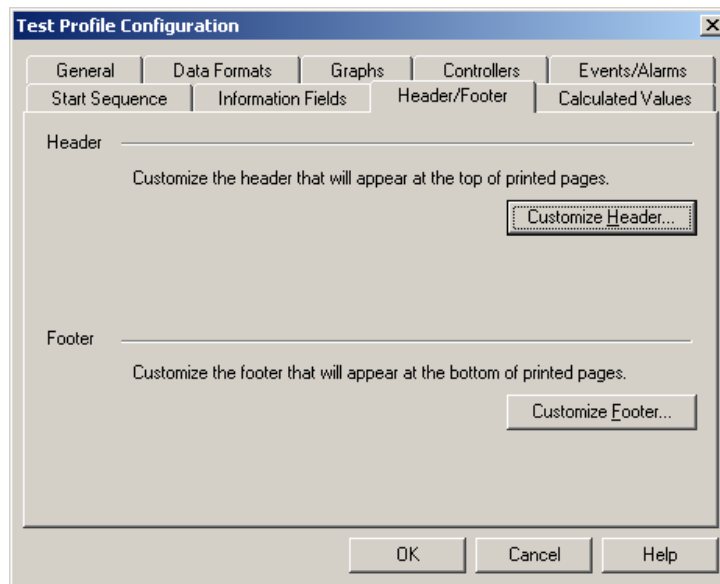 Test Profile Configuration
General Data Formats Graphs Controllers Events/Alarms
Start Sequence Information Fields Header/Footer Calculated Values
Header
Customize the header that will appear at the top of printed pages.
Customize Header...
Footer
Customize the footer that will appear at the bottom of printed pages.
Customize Footer...
OK Cancel Help